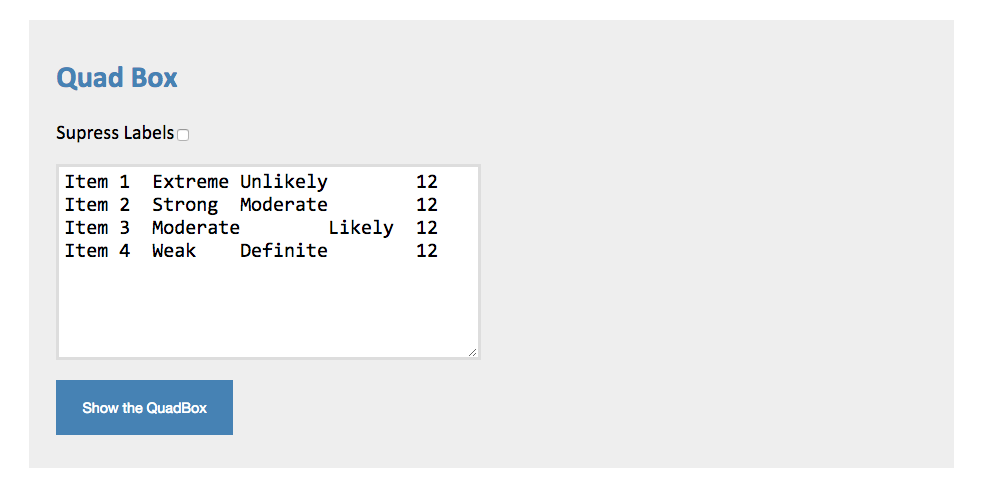 Quad Box
Supress Labels
Item 1 Extreme Unlikely 12
Item 2 Strong Moderate 12
Item 3 Moderate Likely 12
Item 4 Weak Definite 12
Show the QuadBox